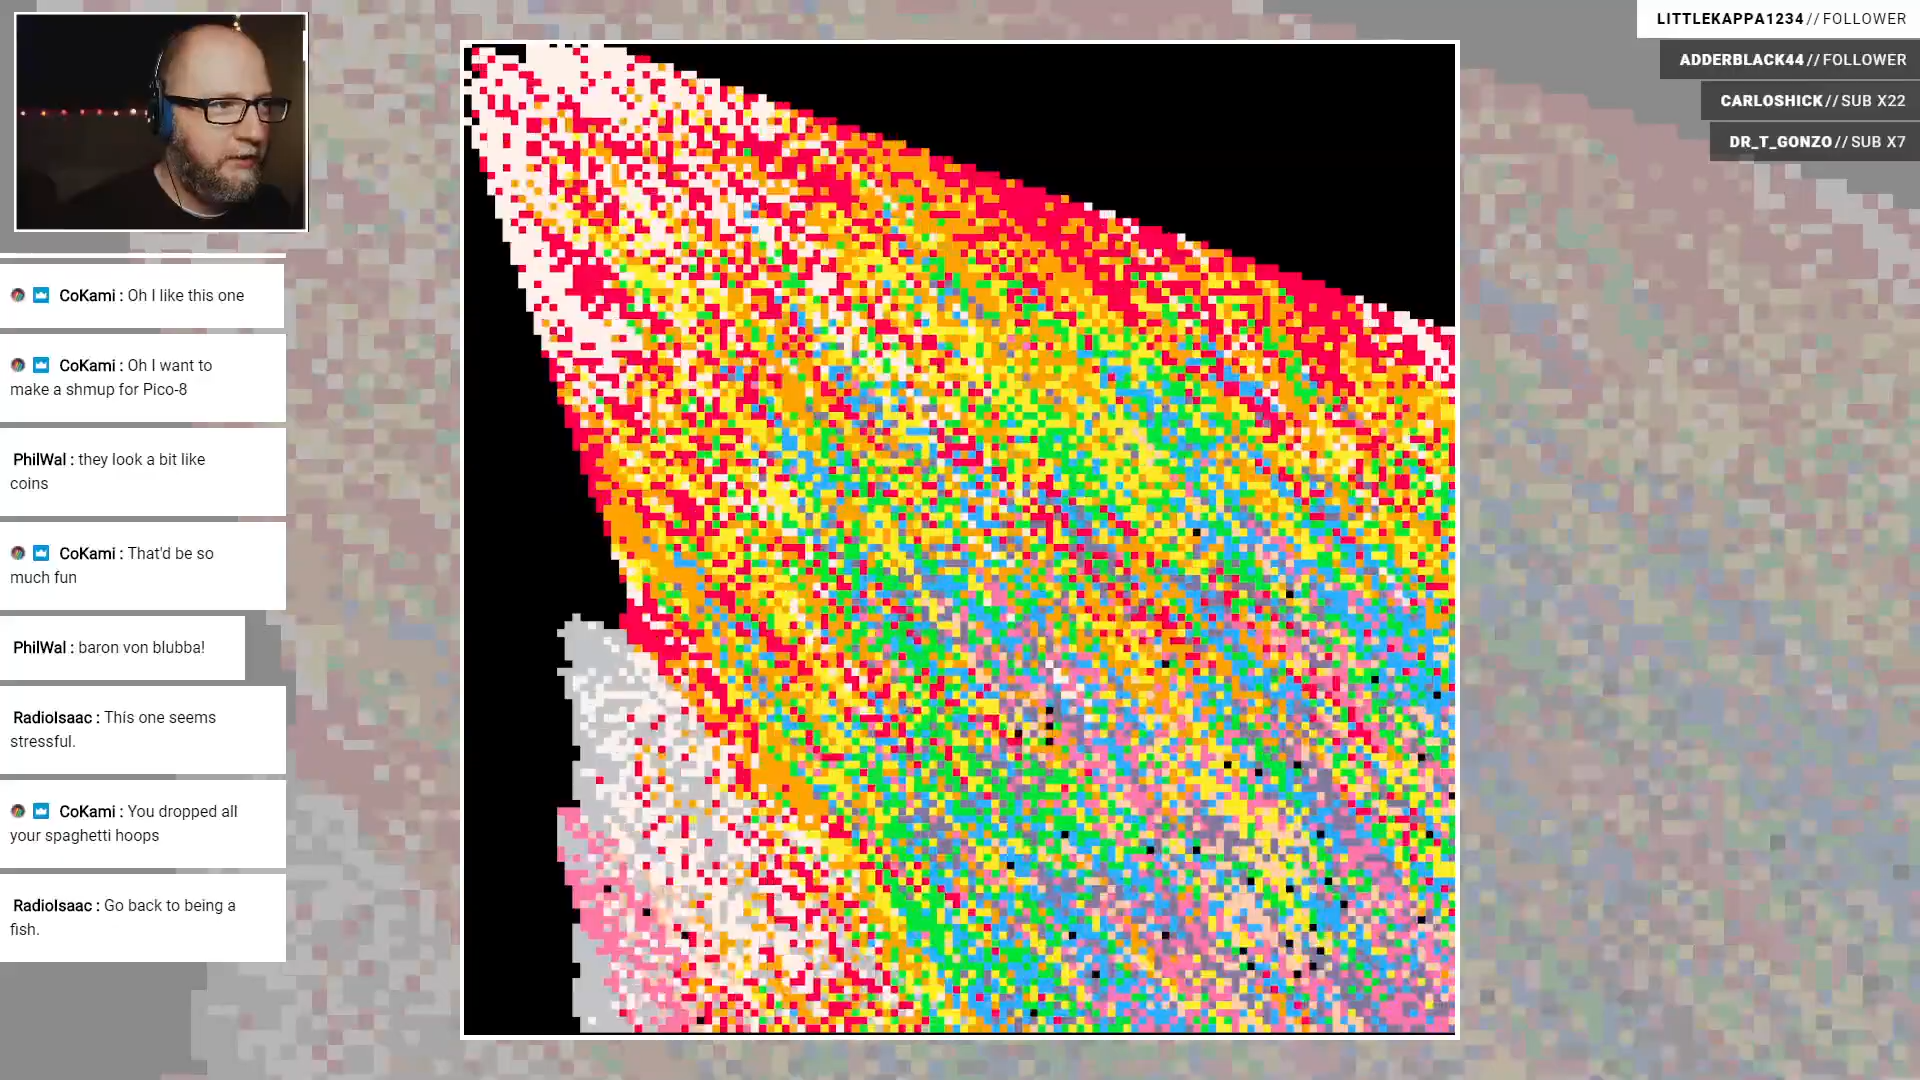 LITTLEKAPPA1234 // FOLLOWER
ADDERBLACK44 // FOLLOWER
CARLOSHICK // SUB X22
DR_T_GONZO // SUB X7
CoKami : Oh I like this one
CoKami : Oh I want to
make a shmup for Pico-8
PhilWal : they look a bit like
coins
CoKami : That'd be so
much fun
PhilWal : baron von blubba!
RadioIsaac : This one seems
stressful.
CoKami : You dropped all
your spaghetti hoops
RadioIsaac : Go back to being a
fish.